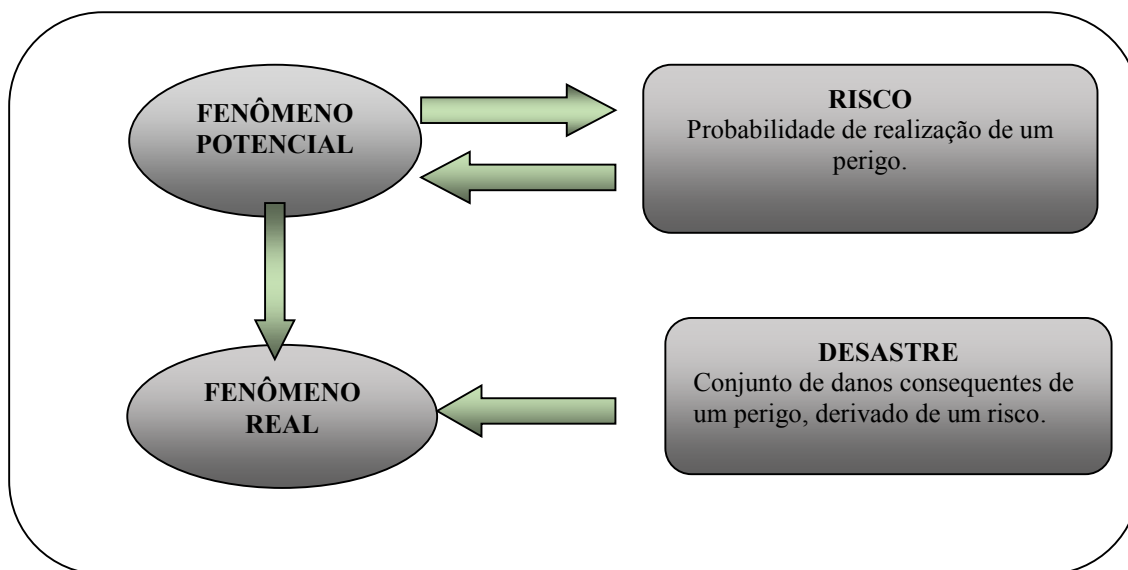 FENÔMENO
POTENCIAL
RISCO
Probabilidade de realização de um
perigo.
FENÔMENO
REAL
DESASTRE
Conjunto de danos consequentes de
um perigo, derivado de um risco.